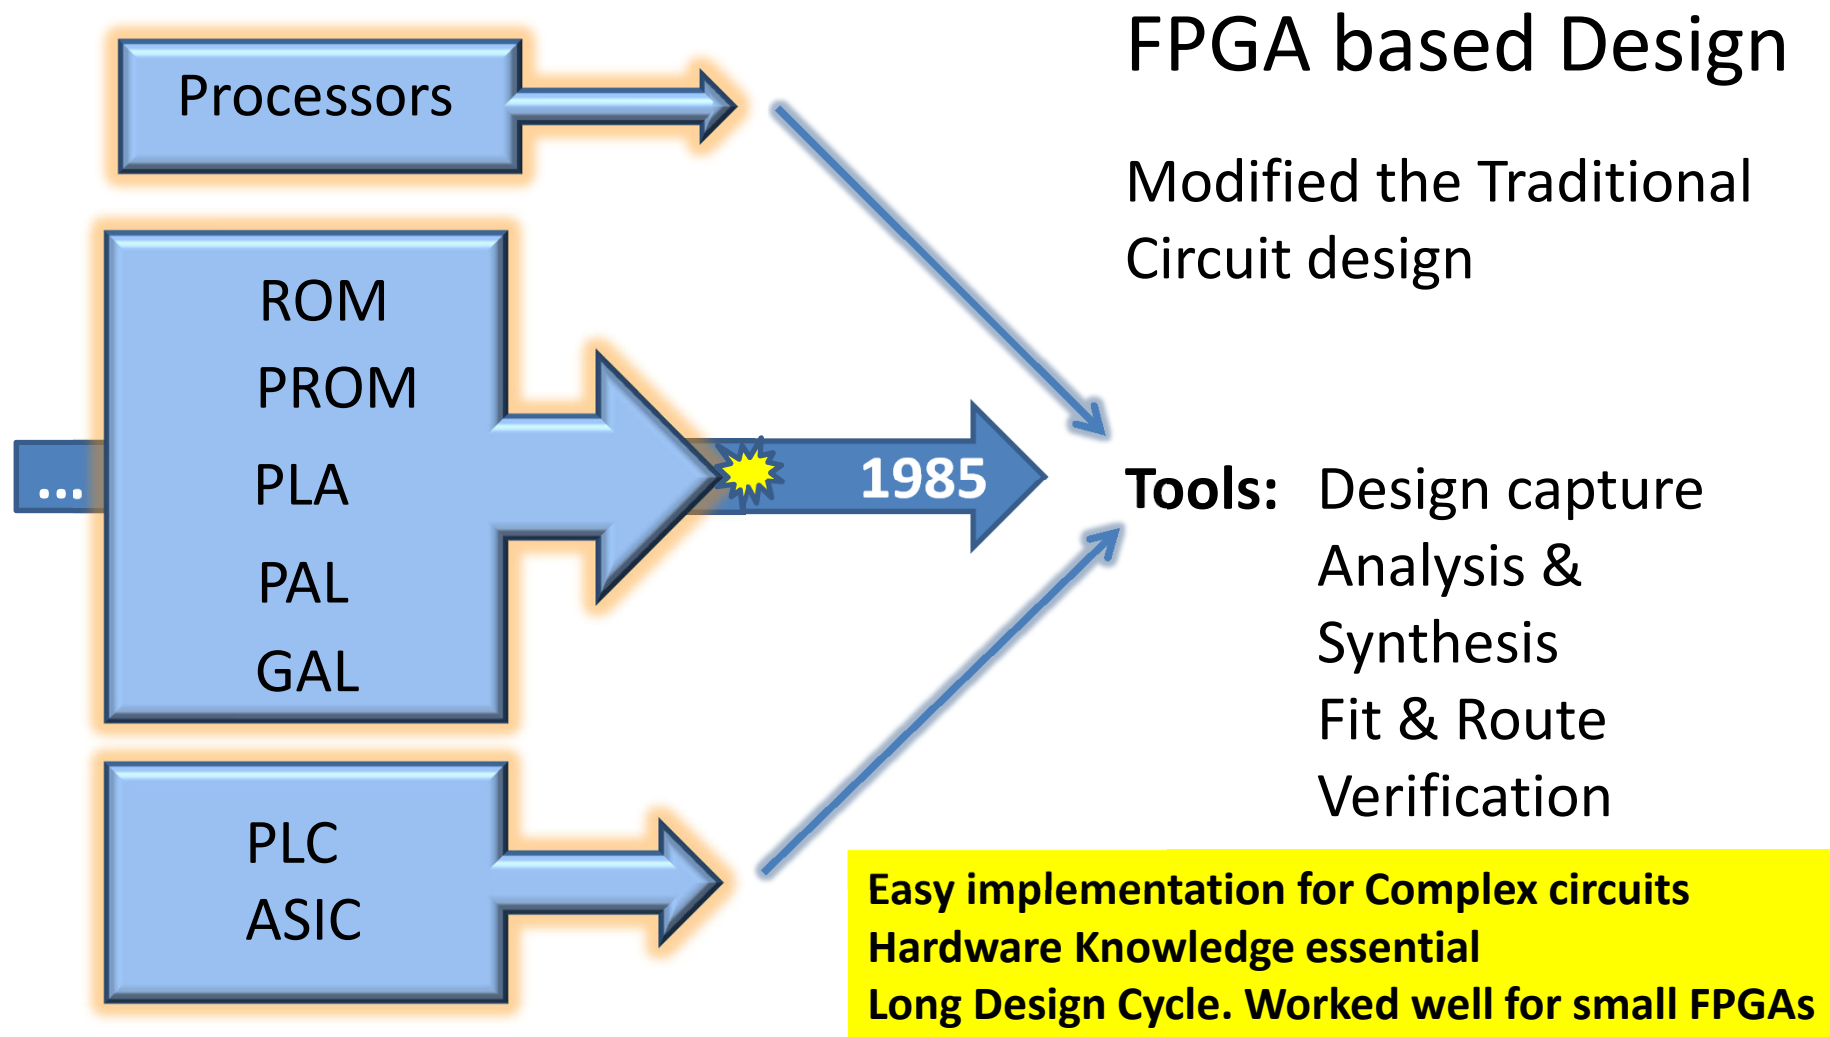 FPGA based Design
Processors
Modified the Traditional
Circuit design
ROM
PROM
PLA
PAL
GAL
...
1985
Tools: Design capture
Analysis &
Synthesis
Fit & Route
Verification
PLC
ASIC
Easy implementation for Complex circuits
Hardware Knowledge essential
Long Design Cycle. Worked well for small FPGAs